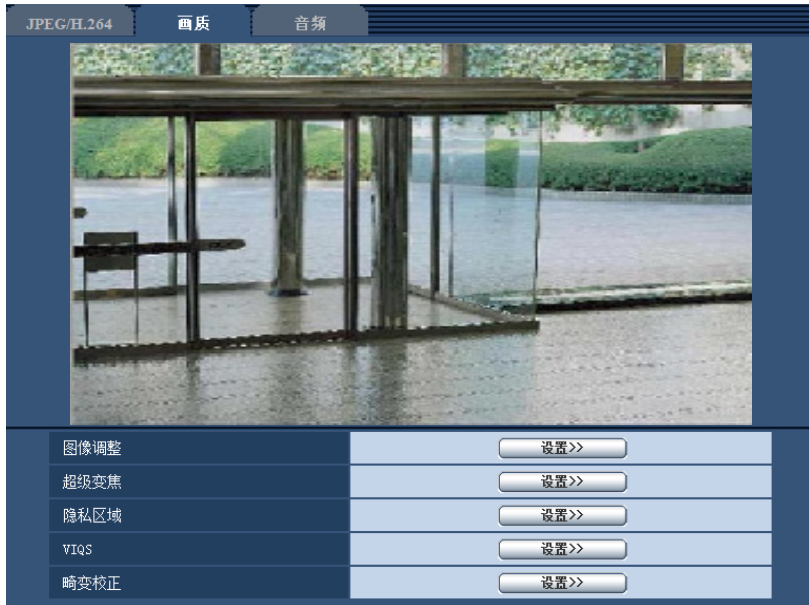 JPEG/H.264 画质 音频
图像调整 设置>>
超级变焦 设置>>
隐私区域 设置>>
VIQS 设置>>
畸变校正 设置>>